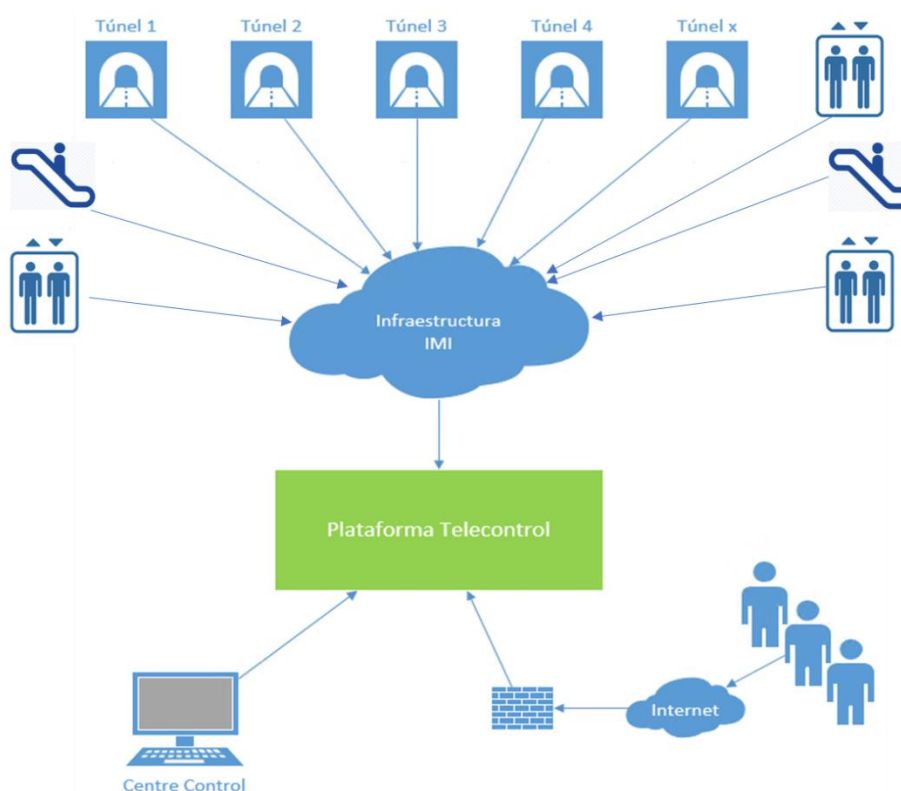 Túnel 1
Túnel 2
Túnel 3
Túnel 4
Túnel x
Infraestructura
IMI
Plataforma Telecontrol
Internet
Centre Control